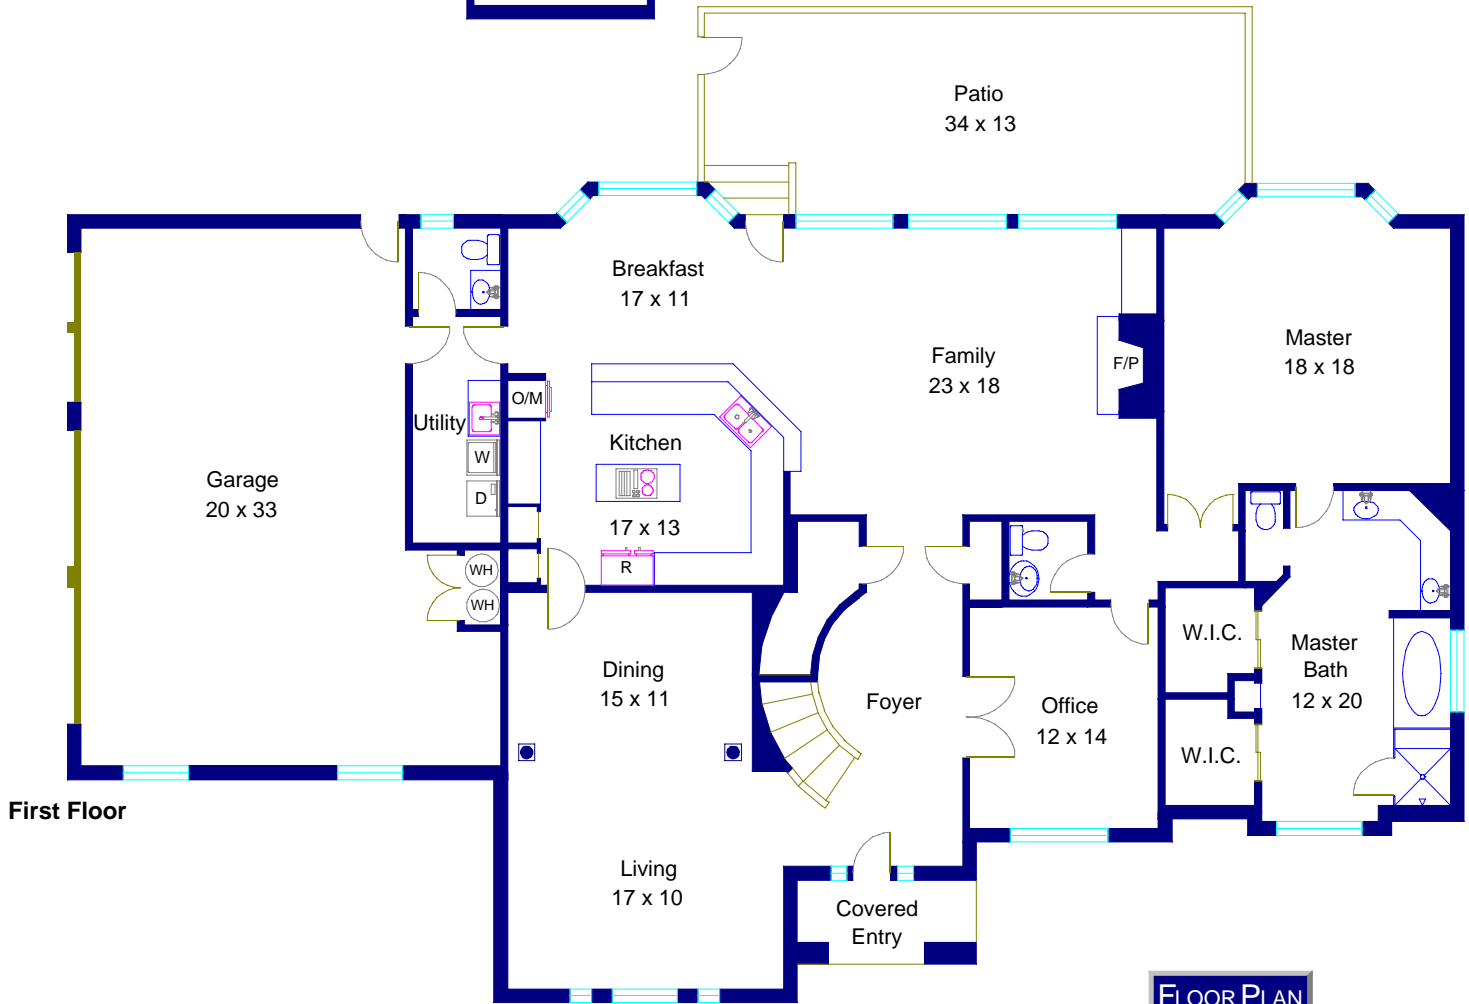 Patio
34 x 13
Breakfast
17 x 11
Family
23 x 18
F/P
Master
18 x 18
O/M
Utility
Kitchen
17 x 13
W
D
Garage
20 x 33
WH
WH
R
Dining
15 x 11
Foyer
Office
12 x 14
W.I.C.
W.I.C.
Master
Bath
12 x 20
First Floor
Living
17 x 10
Covered
Entry
FLOOR PLAN